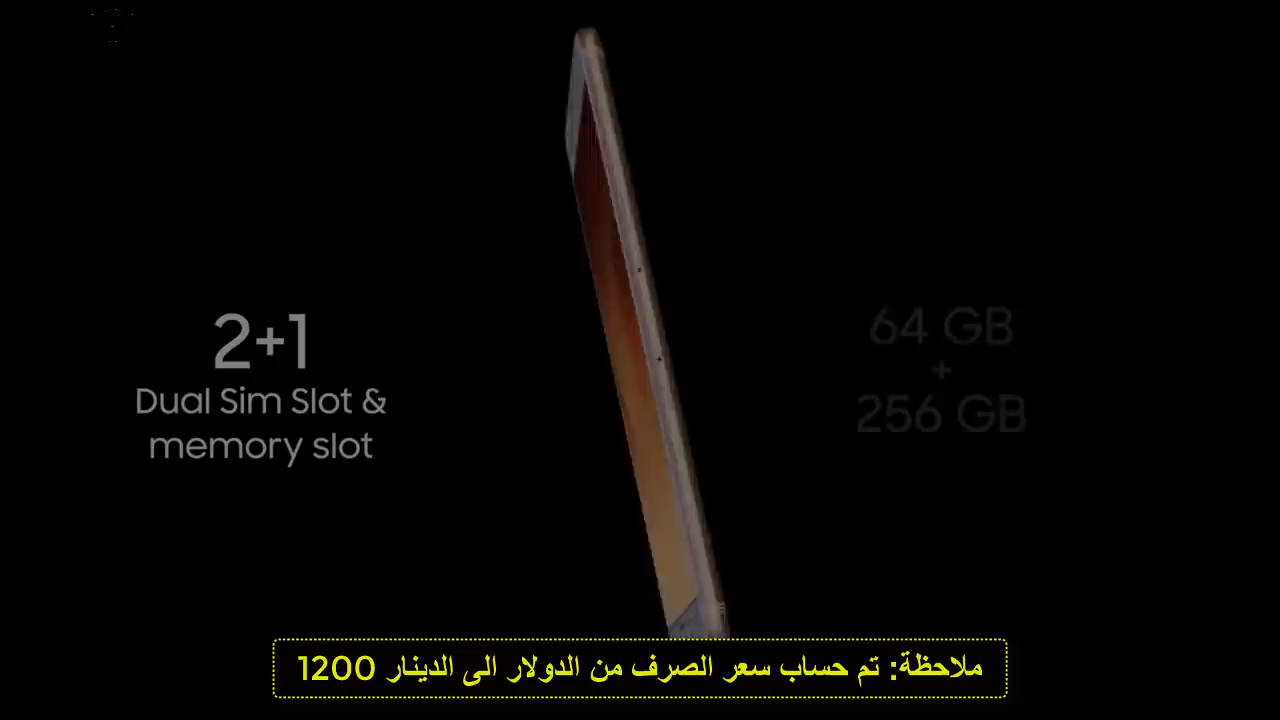 2+1
Dual Sim Slot &
memory slot
64 GB
+
256 GB
ملاحظة: تم حساب سعر الصرف من الدولار الى الدينار 1200